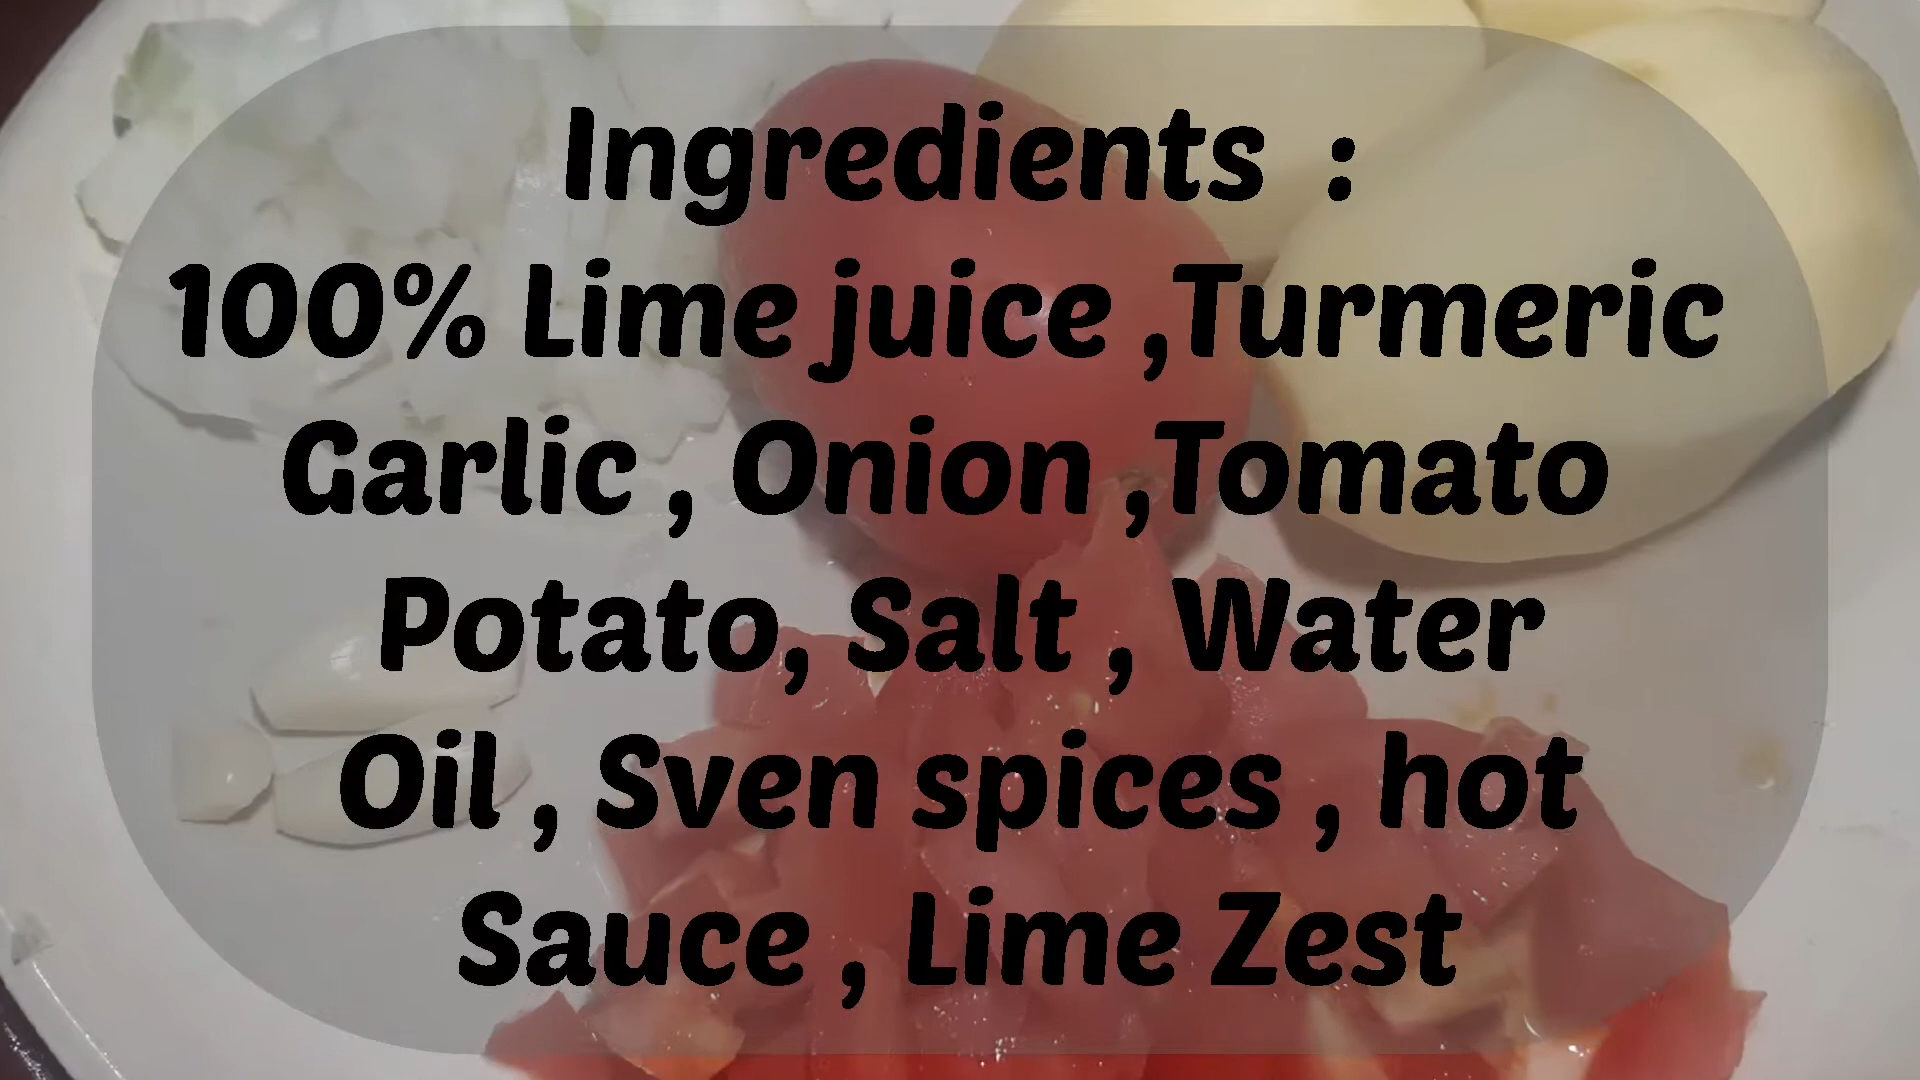 Ingredients :
100% Lime juice ,Turmeric
Garlic , Onion ,Tomato
Potato, Salt , Water
Oil , Sven spices , hot
Sauce , Lime Zest